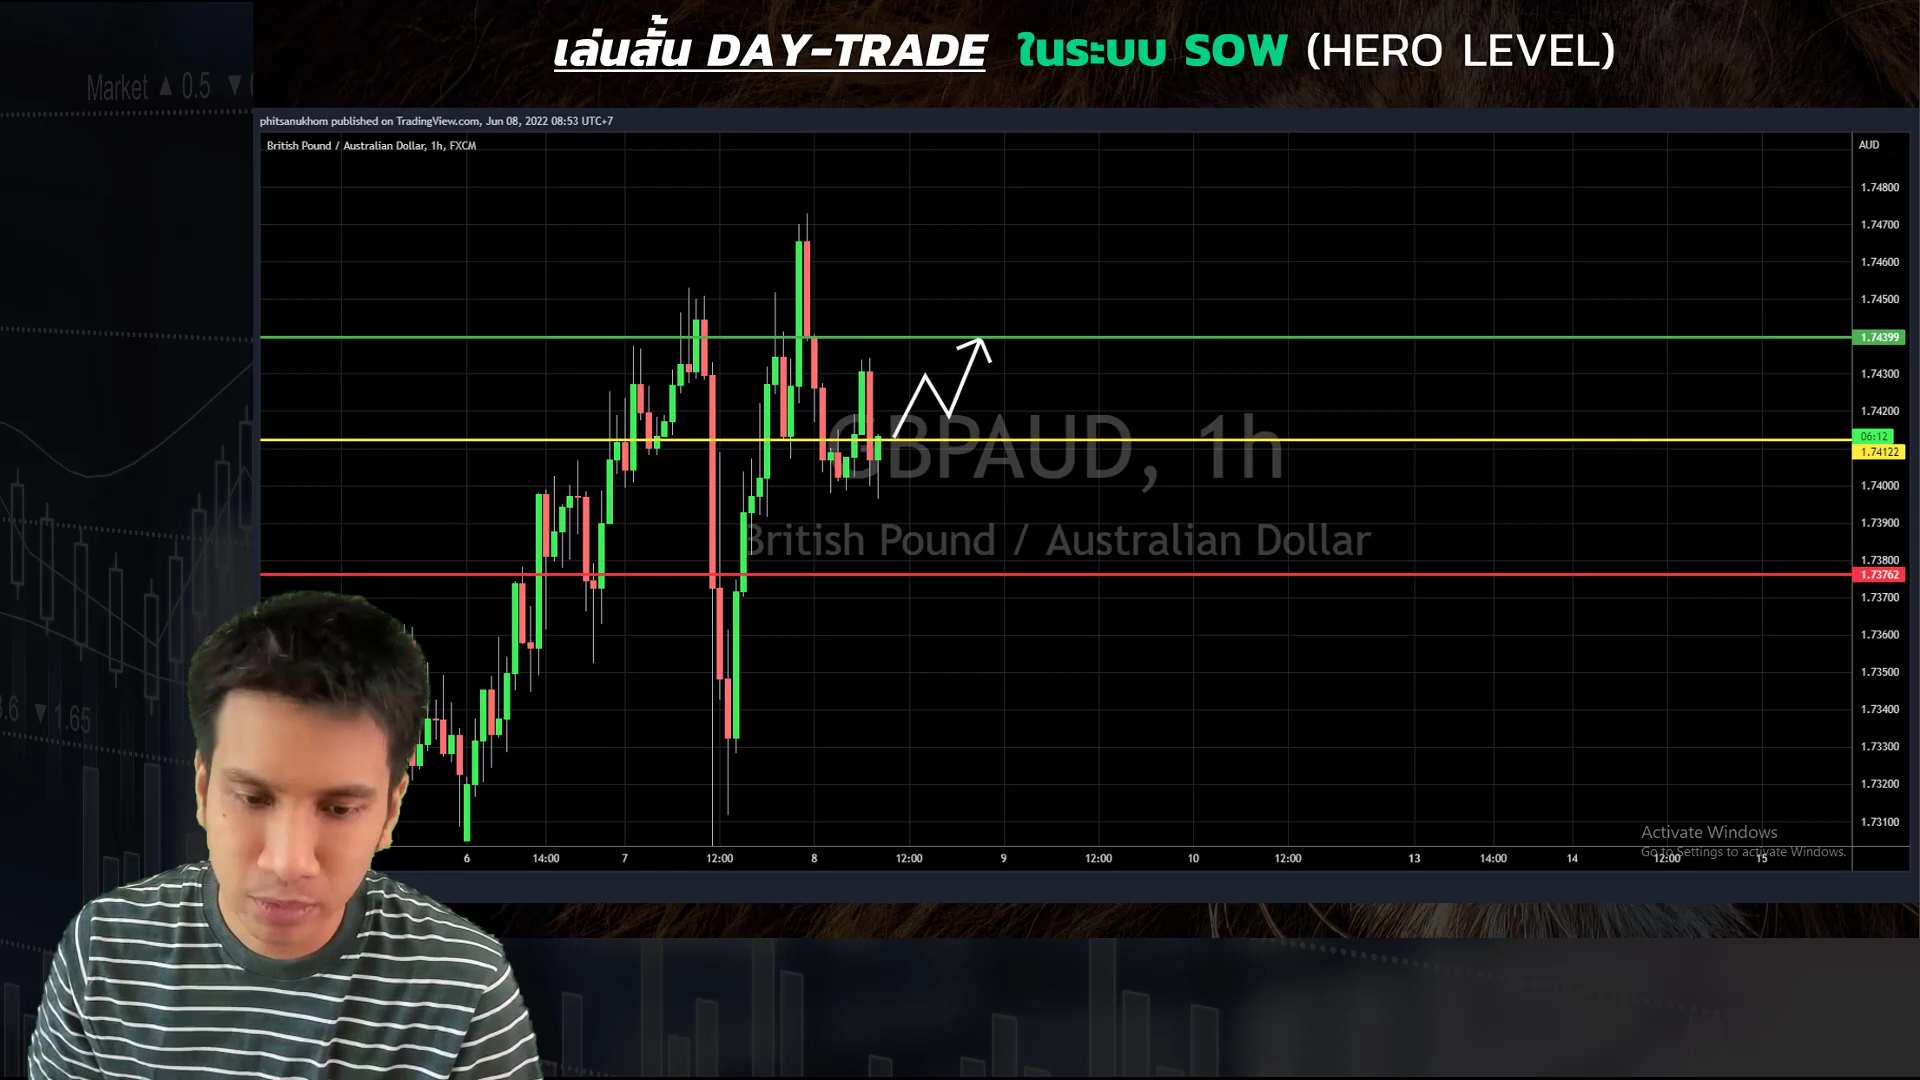 เล่นสั้น DAY-TRADE ในระบบ SOW (HERO LEVEL)
Market ▲ 0.5 ▼
phitsanukhom published on TradingView.com, Jun 08, 2022 08:53 UTC+7
British Pound / Australian Dollar, 1h, FXCM
AUD
1.74800
1.74700
1.74600
1.74500
1.74399
1.74300
1.74200
06:12
1.74122
1.74000
1.73900
1.73800
1.73762
1.73700
1.73600
1.73500
1.73400
1.73300
1.73200
1.73100
GBPAUD, 1h
British Pound / Australian Dollar
▼ 1.65
Activate Windows
Go to Settings to activate Windows.
6 14:00 7 12:00 8 12:00 9 12:00 10 12:00 13 14:00 14 12:00 15